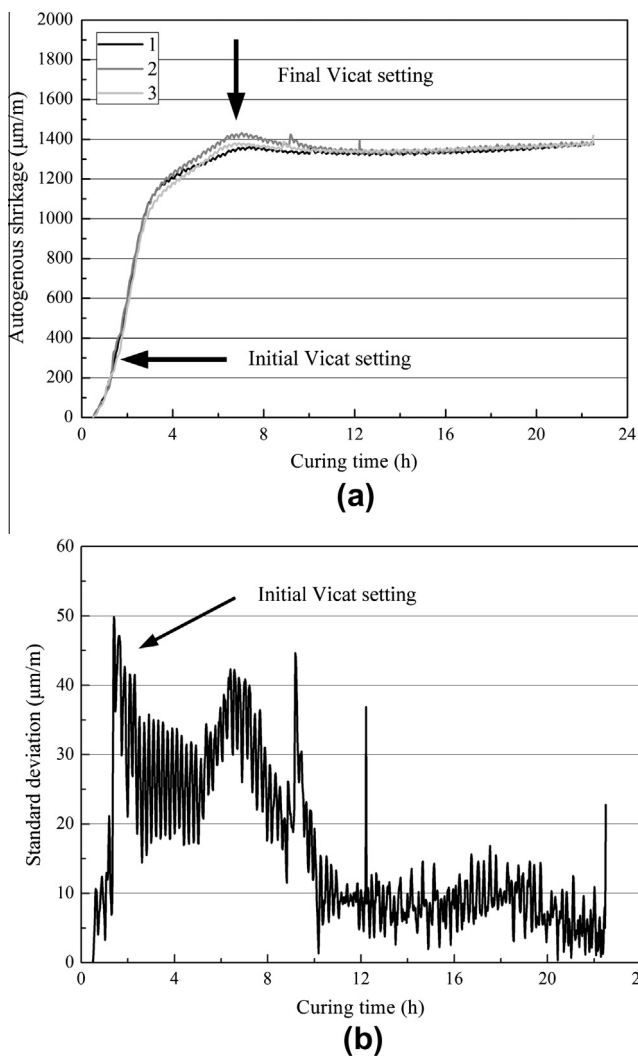 2000
1800
1600
1400
1200
1000
800
600
400
200
0
Autogenous shrikage (μm/m)
1
2
3
Final Vicat setting
Initial Vicat setting
0 4 8 12 16 20 24
Curing time (h)
(a)
60
50
40
30
20
10
0
Standard deviation (μm/m)
Initial Vicat setting
0 4 8 12 16 20 2
Curing time (h)
(b)